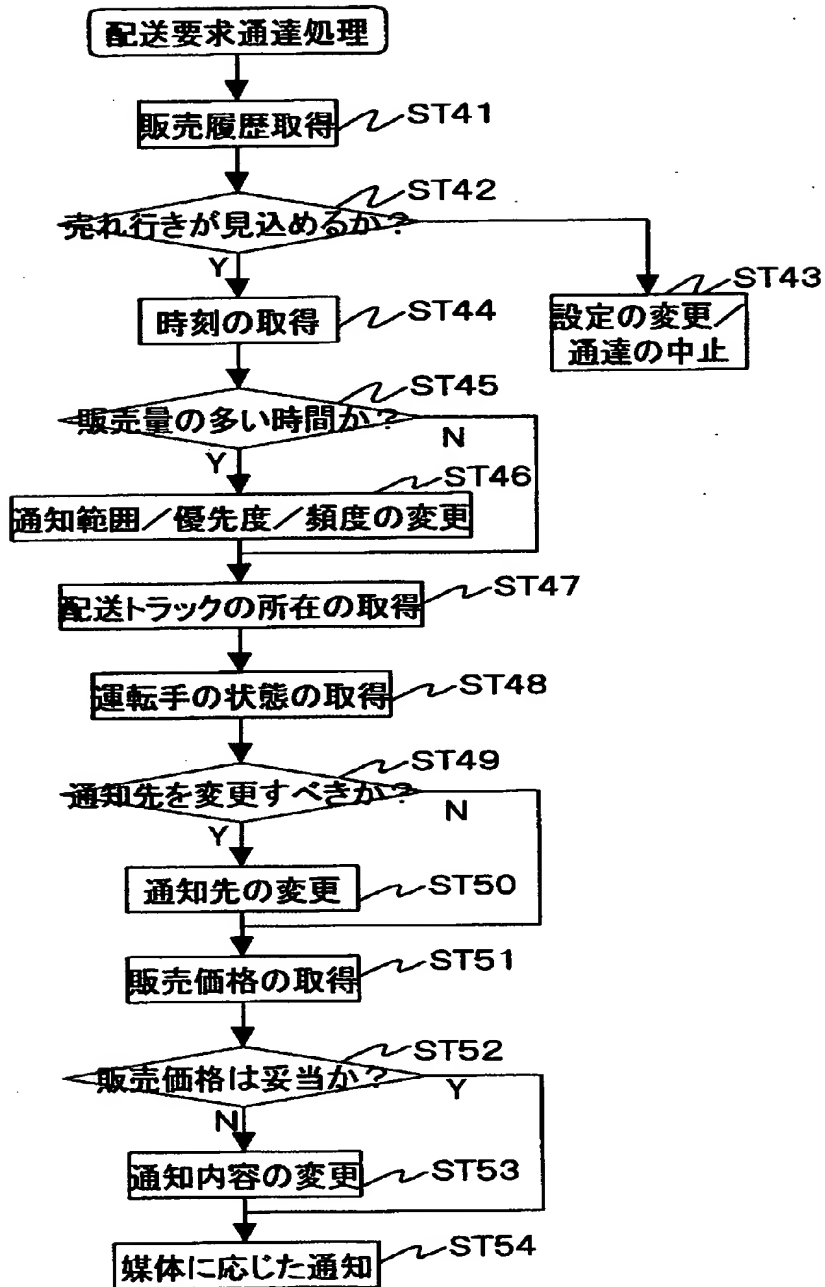 配送要求通達処理
販売履歴取得
ST41
ST42
売れ行きが見込めるか?
Y
ST43
設定の変更/
通達の中止
時刻の取得
ST44
ST45
販売量の多い時間か?
N
Y
ST46
通知範囲/優先度/頻度の変更
配送トラックの所在の取得
ST47
運転手の状態の取得
ST48
ST49
通知先を変更すべきか?
N
Y
通知先の変更
ST50
販売価格の取得
ST51
ST52
販売価格は妥当か?
Y
N
通知内容の変更
ST53
媒体に応じた通知
ST54